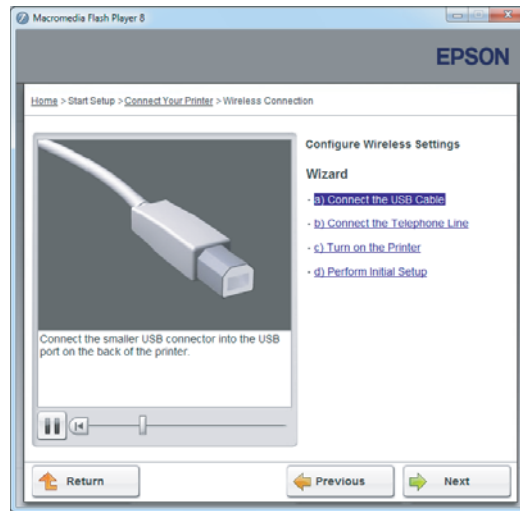 Macromedia Flash Player 8
EPSON
Home > Start Setup > Connect Your Printer > Wireless Connection
Configure Wireless Settings
Wizard
- a) Connect the USB Cable
- b) Connect the Telephone Line
- c) Turn on the Printer
- d) Perform Initial Setup
Connect the smaller USB connector into the USB
port on the back of the printer.
Return
Previous
Next